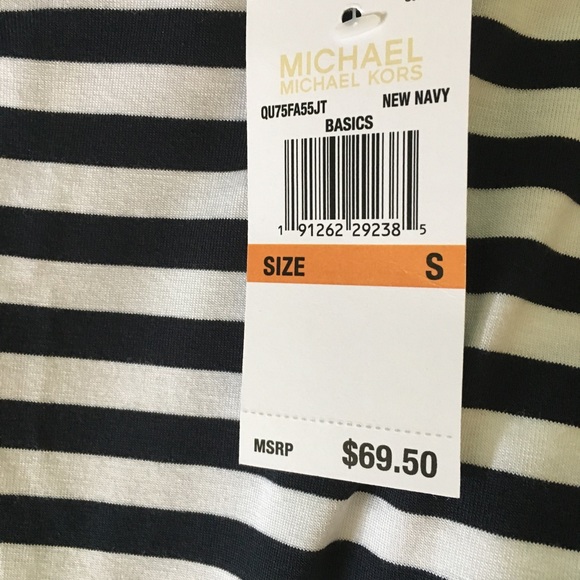 MICHAEL
MICHAEL KORS
QU75FA55JT NEW NAVY
BASICS
1 91262 29238 5
SIZE S
MSRP $69.50